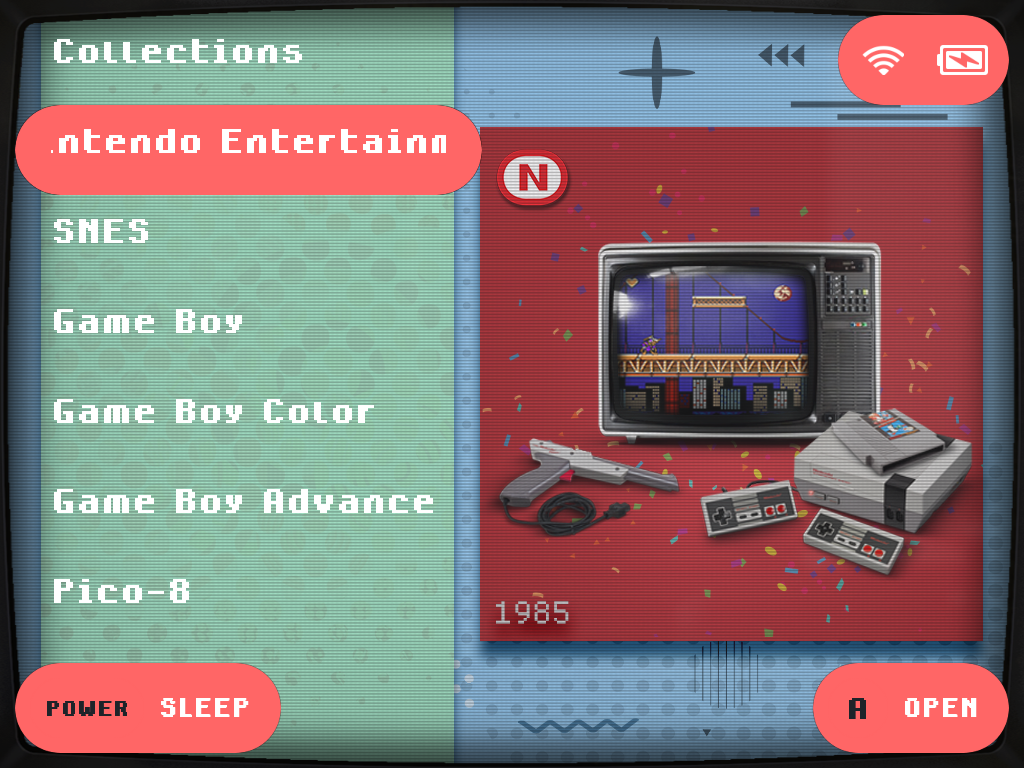 Collections
ntendo Entertainm
SNES
Game Boy
Game Boy Color
Game Boy Advance
Pico-8
N
1985
POWER SLEEP
A OPEN